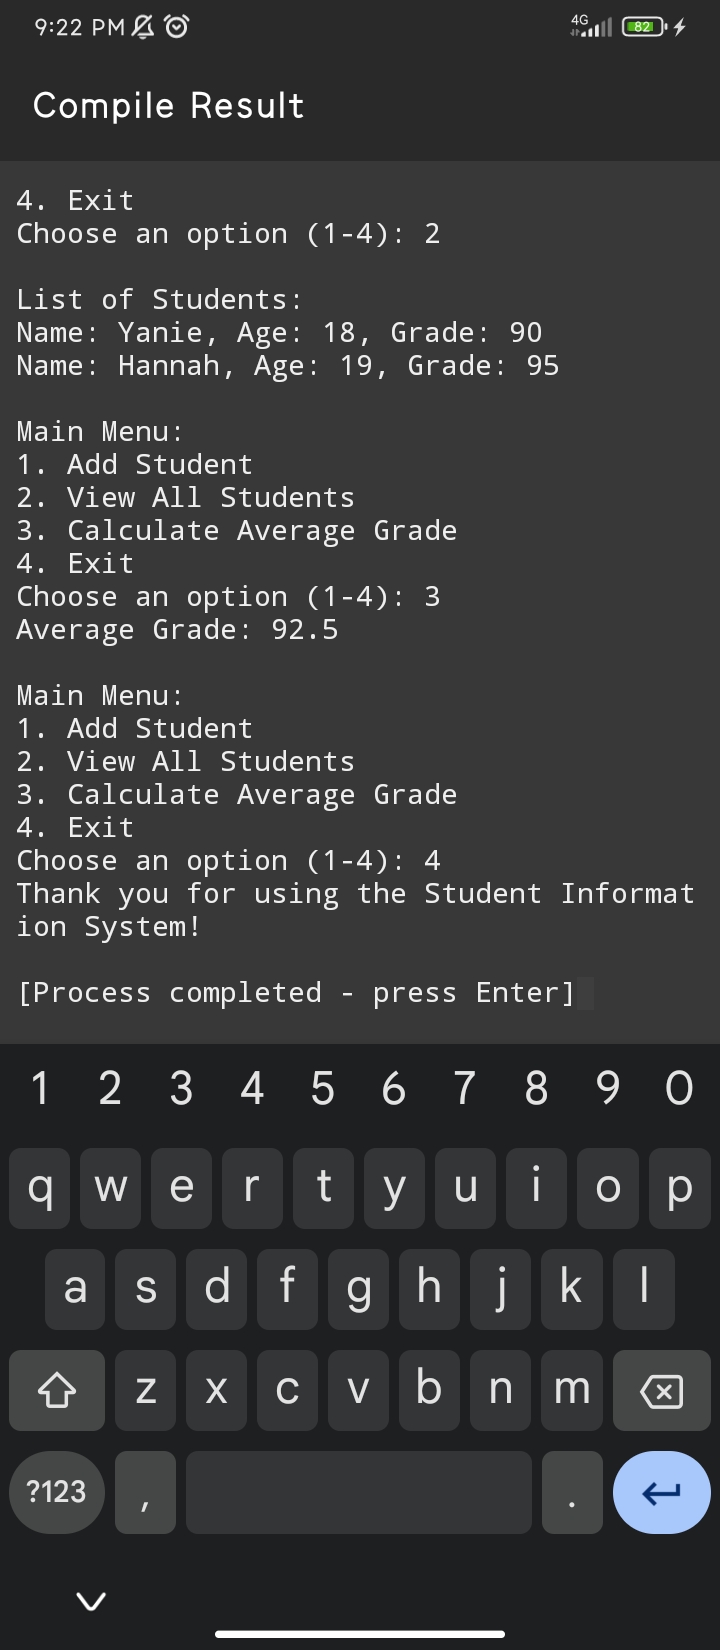 9:22 PM
4G
82
Compile Result
4. Exit
Choose an option (1-4): 2
List of Students:
Name: Yanie, Age: 18, Grade: 90
Name: Hannah, Age: 19, Grade: 95
Main Menu:
1. Add Student
2. View All Students
3. Calculate Average Grade
4. Exit
Choose an option (1-4): 3
Average Grade: 92.5
Main Menu:
1. Add Student
2. View All Students
3. Calculate Average Grade
4. Exit
Choose an option (1-4): 4
Thank you for using the Student Informat
ion System!
[Process completed - press Enter]
1 2 3 4 5 6 7 8 9 0
q w e r t y u i o p
a s d f g h j k l
z x c v b n m
?123 , .